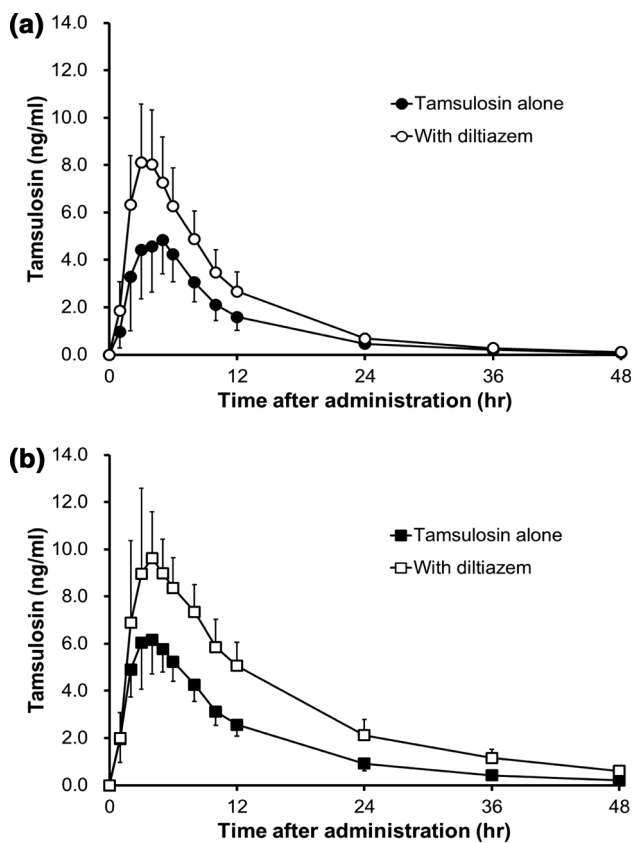 (a)
14.0
12.0
10.0
8.0
6.0
4.0
2.0
0.0
Tamsulosin (ng/ml)
Tamsulosin alone
With diltiazem
0 12 24 36 48
Time after administration (hr)
(b)
14.0
12.0
10.0
8.0
6.0
4.0
2.0
0.0
Tamsulosin (ng/ml)
Tamsulosin alone
With diltiazem
0 12 24 36 48
Time after administration (hr)